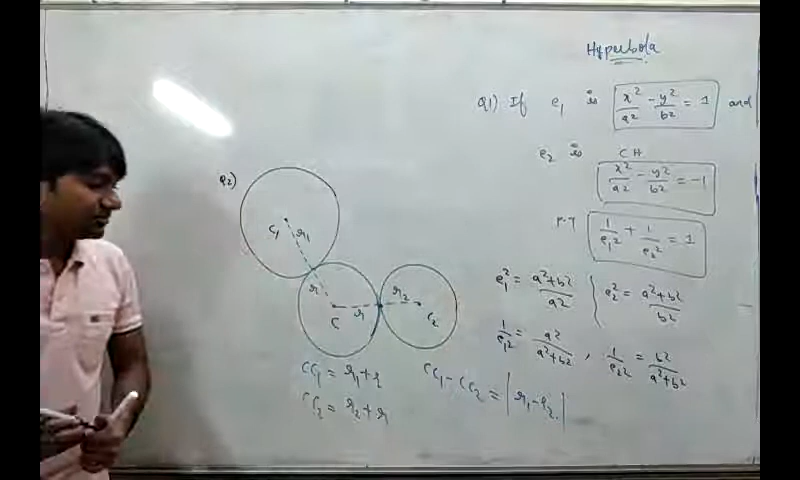 Hyperbola
Q1) If e₁ is x²/a² - y²/b² = 1 and
e₂ is CH
x²/a² - y²/b² = -1
P.T 1/e₁² + 1/e₂² = 1
e₁² = a²+b²/a² e₂² = a²+b²/b²
1/e₁² = a²/a²+b² , 1/e₂² = b²/a²+b²
Q2)
C₁ r₁
r r r₂
C C₂
CC₁ = r₁+r
CC₂ = r₂+r
CC₁-CC₂ = |r₁-r₂|